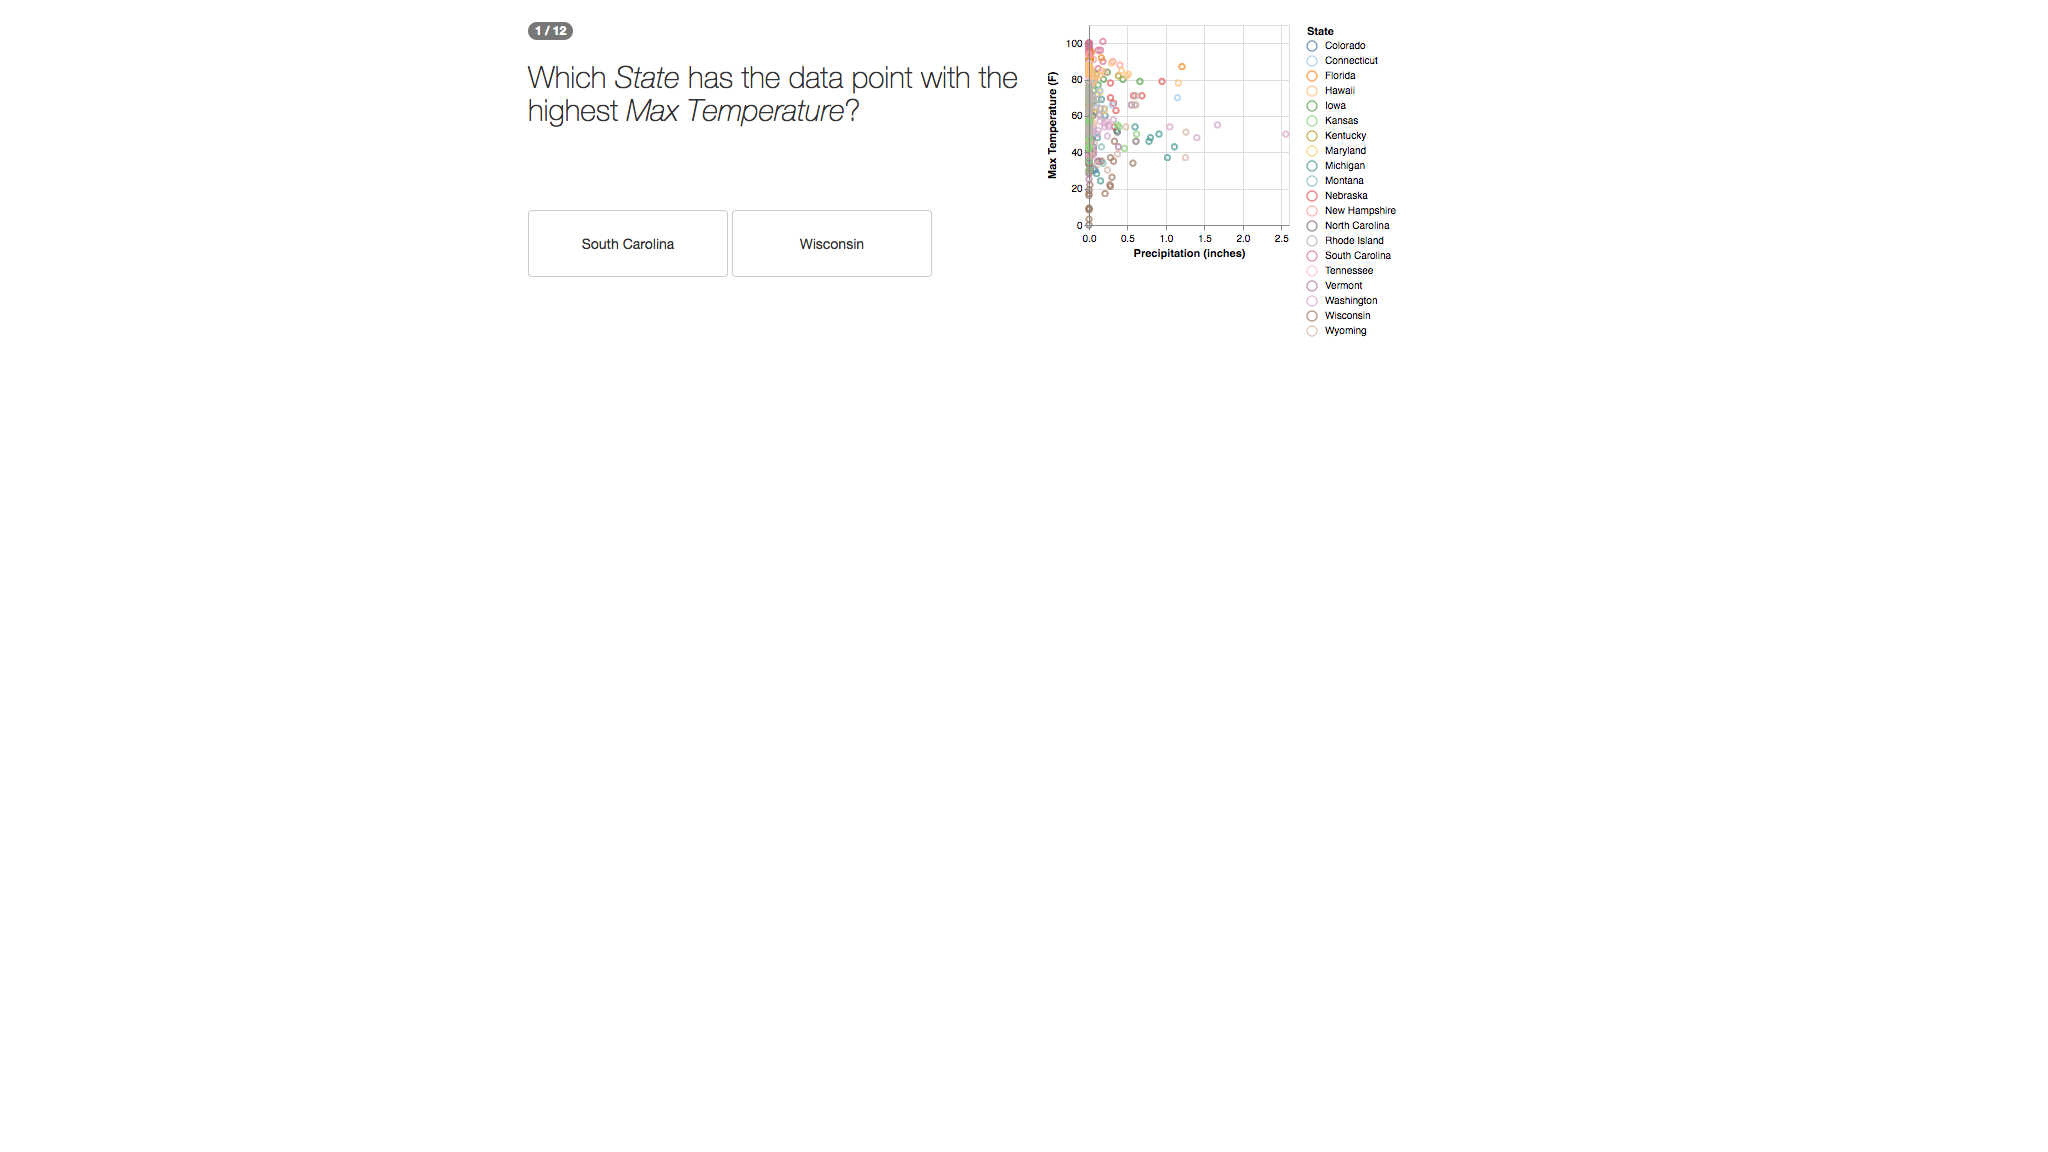 1 / 12
Which State has the data point with the
highest Max Temperature?
South Carolina
Wisconsin
Max Temperature (F)
100
80
60
40
20
0
0.0 0.5 1.0 1.5 2.0 2.5
Precipitation (inches)
State
Colorado
Connecticut
Florida
Hawaii
Iowa
Kansas
Kentucky
Maryland
Michigan
Montana
Nebraska
New Hampshire
North Carolina
Rhode Island
South Carolina
Tennessee
Vermont
Washington
Wisconsin
Wyoming